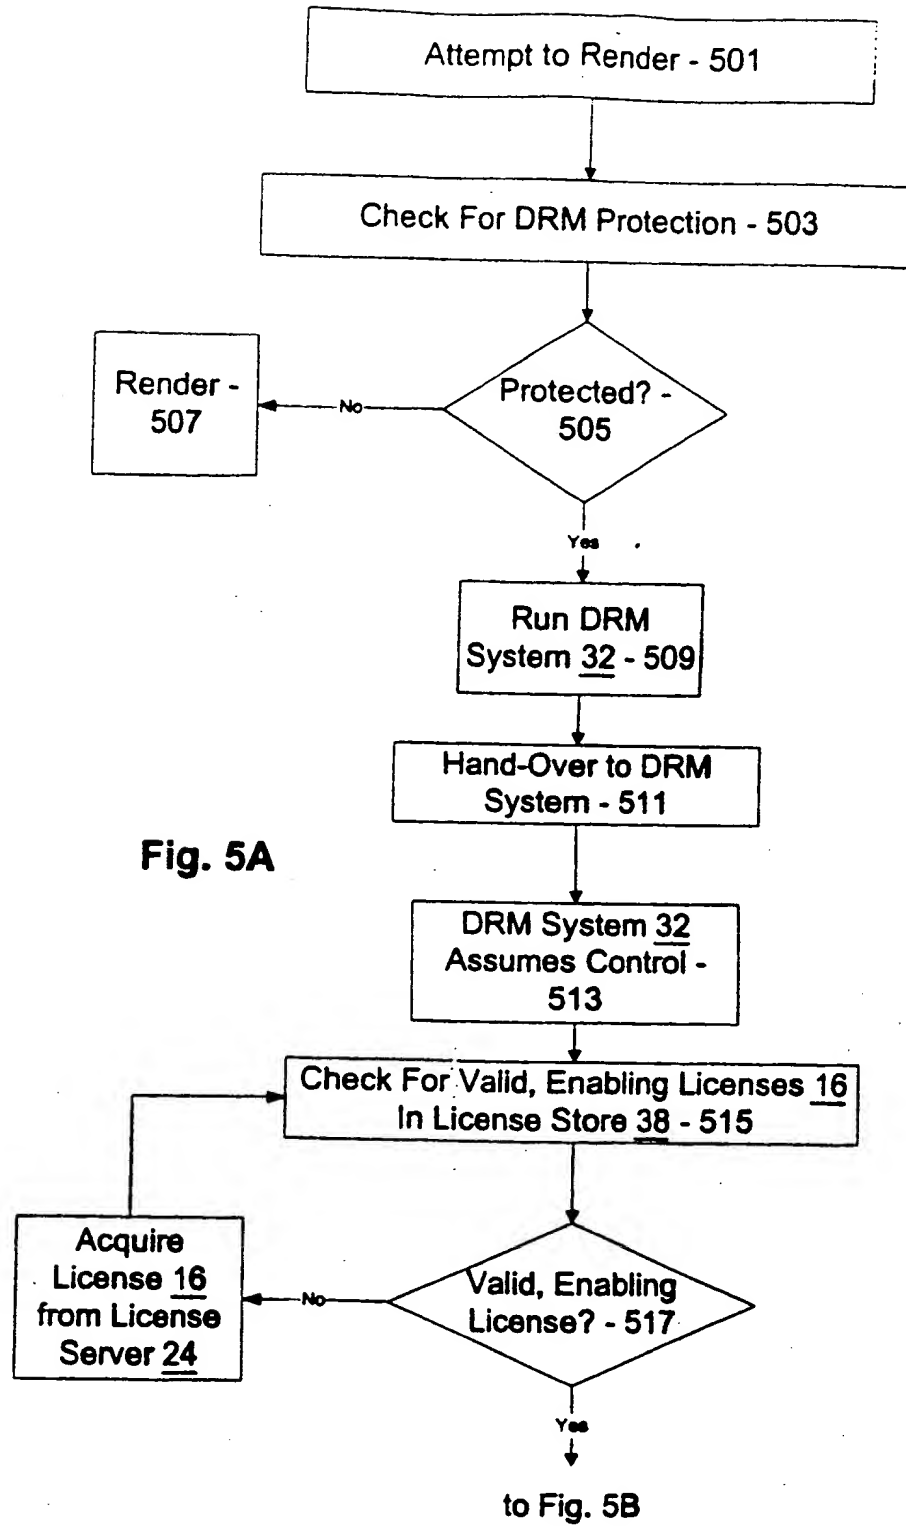 Attempt to Render - 501
Check For DRM Protection - 503
Protected? -
505
No
Render -
507
Yes
Run DRM
System 32 - 509
Hand-Over to DRM
System - 511
Fig. 5A
DRM System 32
Assumes Control -
513
Check For Valid, Enabling Licenses 16
In License Store 38 - 515
Valid, Enabling
License? - 517
No
Acquire
License 16
from License
Server 24
Yes
to Fig. 5B